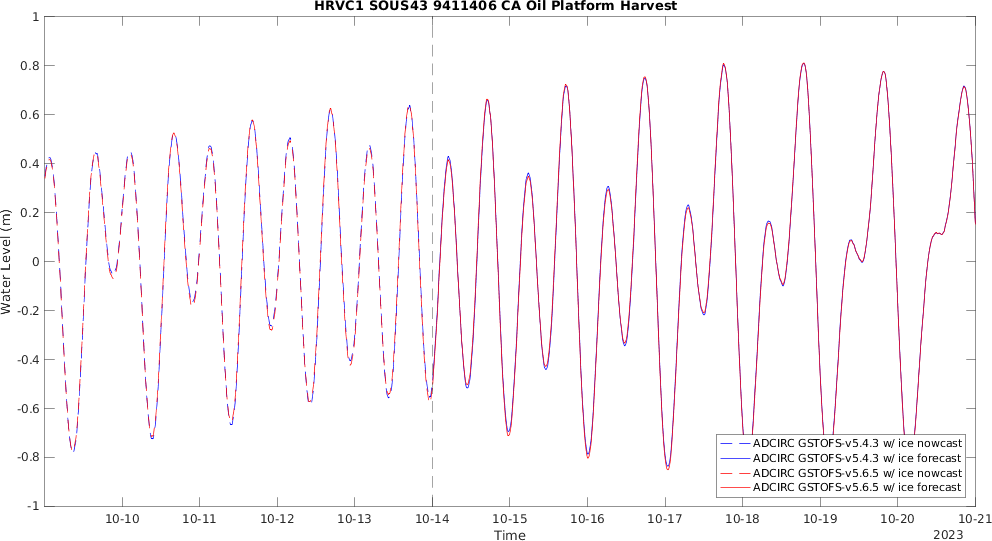 HRVC1 SOUS43 9411406 CA Oil Platform Harvest
1
0.8
0.6
0.4
0.2
0
-0.2
-0.4
-0.6
-0.8
-1
Water Level (m)
10-10 10-11 10-12 10-13 10-14 10-15 10-16 10-17 10-18 10-19 10-20 10-21
Time
2023
ADCIRC GSTOFS-v5.4.3 w/ ice nowcast
ADCIRC GSTOFS-v5.4.3 w/ ice forecast
ADCIRC GSTOFS-v5.6.5 w/ ice nowcast
ADCIRC GSTOFS-v5.6.5 w/ ice forecast